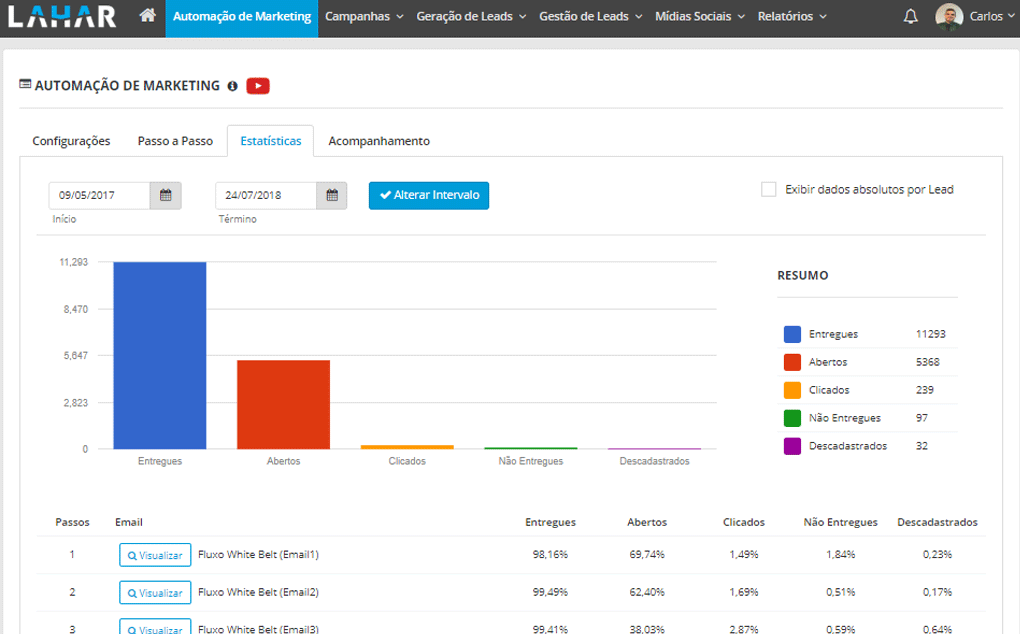 LAHAR Automação de Marketing Campanhas Geração de Leads Gestão de Leads Mídias Sociais Relatórios Carlos
AUTOMAÇÃO DE MARKETING
Configurações Passo a Passo Estatísticas Acompanhamento
09/05/2017 24/07/2018 Alterar Intervalo Exibir dados absolutos por Lead
Início Término
11,293
8,470
5,647
2,823
0
Entregues Abertos Clicados Não Entregues Descadastrados
RESUMO
Entregues 11293
Abertos 5368
Clicados 239
Não Entregues 97
Descadastrados 32
Passos Email Entregues Abertos Clicados Não Entregues Descadastrados
1 Visualizar Fluxo White Belt (Email1) 98,16% 69,74% 1,49% 1,84% 0,23%
2 Visualizar Fluxo White Belt (Email2) 99,49% 62,40% 1,69% 0,51% 0,17%
3 Visualizar Fluxo White Belt (Email3) 99,41% 38,03% 2,87% 0,59% 0,64%